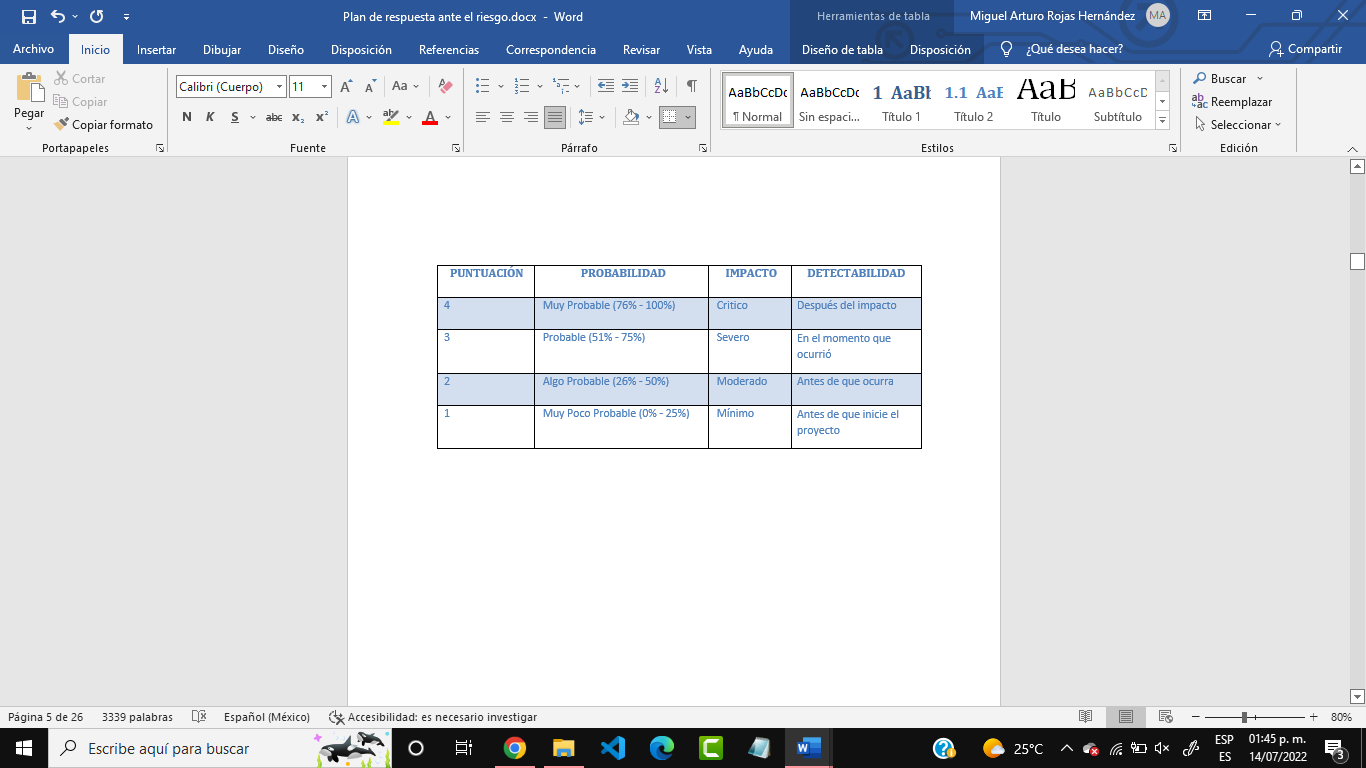 Plan de respuesta ante el riesgo.docx - Word
Herramientas de tabla
Miguel Arturo Rojas Hernández
MA
Archivo Inicio Insertar Dibujar Diseño Disposición Referencias Correspondencia Revisar Vista Ayuda Diseño de tabla Disposición ¿Qué desea hacer? Compartir
Pegar
Cortar
Copiar
Copiar formato
Portapapeles
Calibri (Cuerpo) 11
N K S abc x₂ x²
Aa
Fuente
Párrafo
AaBbCcDc AaBbCcDc 1 AaBb 1.1 AaE AaB AaBbCcD
¶ Normal Sin espaci... Título 1 Título 2 Título Subtítulo
Estilos
Buscar
Reemplazar
Seleccionar
Edición
PUNTUACIÓN PROBABILIDAD IMPACTO DETECTABILIDAD
4 Muy Probable (76% - 100%) Critico Después del impacto
3 Probable (51% - 75%) Severo En el momento que
ocurrió
2 Algo Probable (26% - 50%) Moderado Antes de que ocurra
1 Muy Poco Probable (0% - 25%) Mínimo Antes de que inicie el
proyecto
Página 5 de 26 3339 palabras Español (México) Accesibilidad: es necesario investigar 80%
Escribe aquí para buscar
25°C
ESP
ES
01:45 p. m.
14/07/2022
3